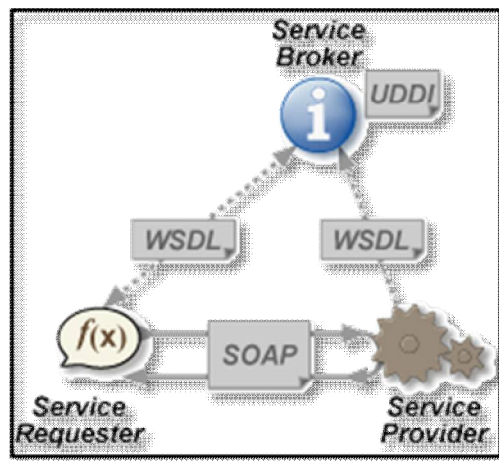 Service
Broker
UDDI
i
WSDL
WSDL
f(x)
SOAP
Service
Requester
Service
Provider